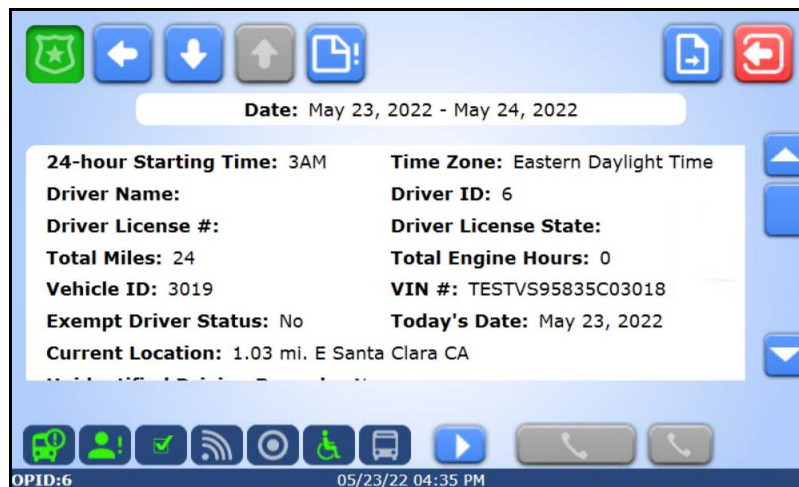 Date: May 23, 2022 - May 24, 2022
24-hour Starting Time: 3AM Time Zone: Eastern Daylight Time
Driver Name: Driver ID: 6
Driver License #: Driver License State:
Total Miles: 24 Total Engine Hours: 0
Vehicle ID: 3019 VIN #: TESTVS95835C03018
Exempt Driver Status: No Today's Date: May 23, 2022
Current Location: 1.03 mi. E Santa Clara CA
OPID:6 05/23/22 04:35 PM